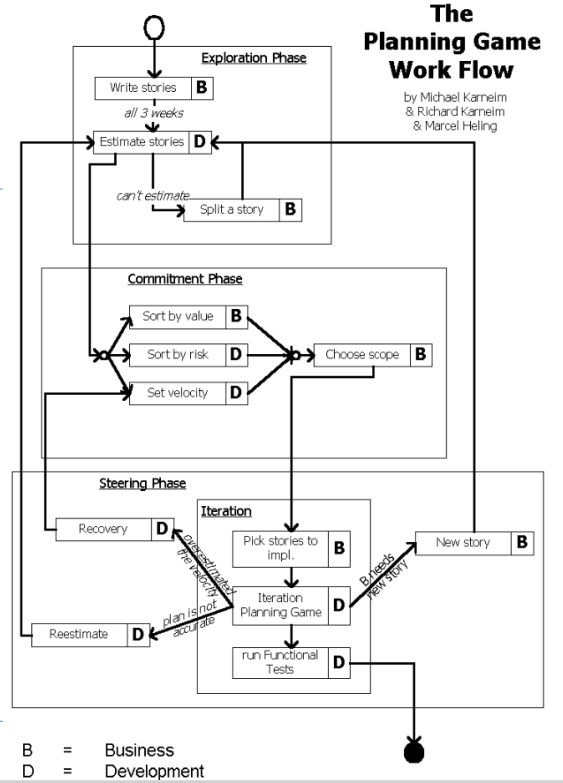 The
Planning Game
Work Flow
by Michael Karneim
& Richard Karneim
& Marcel Heling
Exploration Phase
Write stories B
all 3 weeks
Estimate stories D
can't estimate
Split a story B
Commitment Phase
Sort by value B
Sort by risk D
Choose scope B
Set velocity D
Steering Phase
Iteration
Recovery D
overestimated
the velocity
Pick stories to
impl.
B
B needs
new story
New story B
Iteration
Planning Game
D
plan is not
accurate
Reestimate D
run Functional
Tests
D
B = Business
D = Development